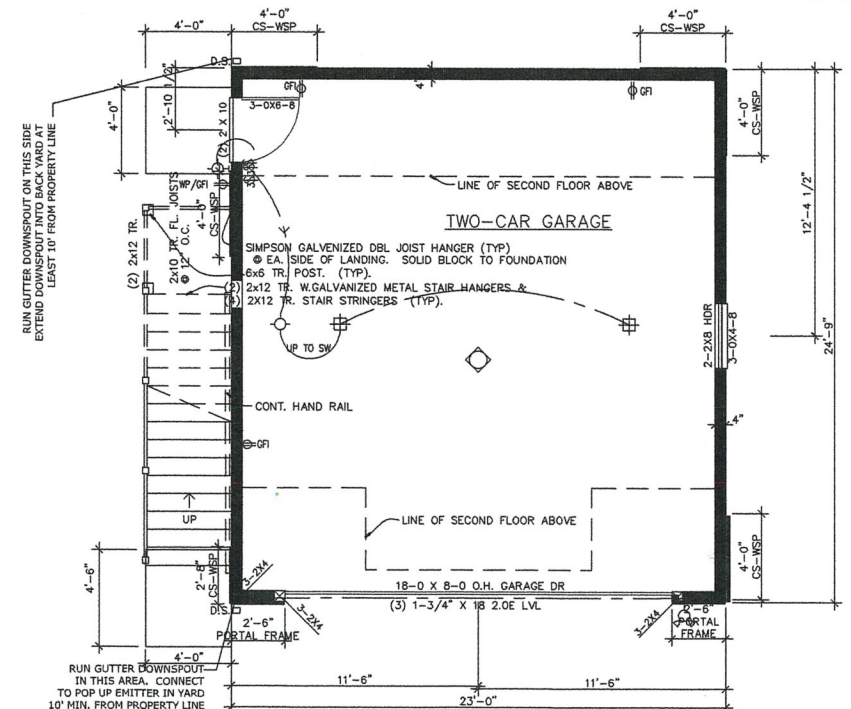 4'-0"
4'-0"
CS-WSP
4'-0"
CS-WSP
D.S.
4'-0"
2'-10 1/2"
(2) 2 X 10
3-0X6-8
GFI
4"
GFI
4'-0"
CS-WSP
RUN GUTTER DOWNSPOUT ON THIS SIDE
EXTEND DOWNSPOUT INTO BACK YARD AT
LEAST 10' FROM PROPERTY LINE
WP/GFI
4'-0"
CS-WSP
LINE OF SECOND FLOOR ABOVE
12'-4 1/2"
TWO-CAR GARAGE
(2) 2x12 TR.
2x10 TR. FL. JOISTS
@ 12" O.C.
SIMPSON GALVENIZED DBL JOIST HANGER (TYP)
@ EA. SIDE OF LANDING. SOLID BLOCK TO FOUNDATION
6x6 TR. POST. (TYP).
(2) 2x12 TR. W.GALVANIZED METAL STAIR HANGERS &
(4) 2X12 TR. STAIR STRINGERS (TYP).
UP TO SW
2-2X8 HDR
3-0X4-8
24'-9"
CONT. HAND RAIL
4"
GFI
UP
LINE OF SECOND FLOOR ABOVE
4'-0"
CS-WSP
4'-6"
2'-8"
CS-WSP
3-2X4
18-0 X 8-0 O.H. GARAGE DR
(3) 1-3/4" X 18 2.0E LVL
D.S.
3-2X4
3-2X4
2'-6"
PORTAL FRAME
2'-6"
PORTAL
FRAME
4'-0"
RUN GUTTER DOWNSPOUT
IN THIS AREA. CONNECT
TO POP UP EMITTER IN YARD
10' MIN. FROM PROPERTY LINE
11'-6"
11'-6"
23'-0"